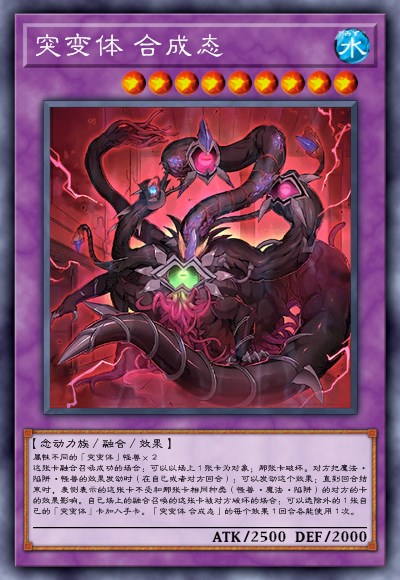 突变体 合成态
水
【念动力族/融合/效果】
属性不同的「突变体」怪兽×2
这张卡融合召唤成功的场合；可以以场上1张卡为对象；那张卡破坏。对方把魔法·
陷阱·怪兽的效果发动时（在自己或者对方回合）；可以发动这个效果；直到回合结
束时，表侧表示的这张卡不受和那张卡相同种类（怪兽·魔法·陷阱）的对方的卡
的效果影响。自己场上的融合召唤的这张卡被对方破坏的场合；可以选除外的1张自
己的「突变体」卡加入手卡。「突变体 合成态」的每个效果1回合各能使用1次。
ATK/2500 DEF/2000